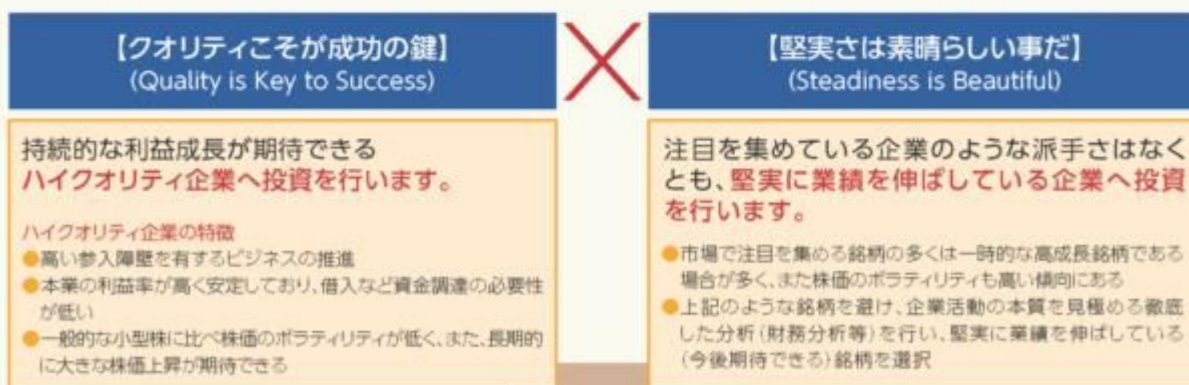 【クオリティこそが成功の鍵】
(Quality is Key to Success)
持続的な利益成長が期待できる
ハイクオリティ企業へ投資を行います。
ハイクオリティ企業の特徴
●高い参入障壁を有するビジネスの推進
●本業の利益率が高く安定しており、借入など資金調達の必要性
が低い
●一般的な小型株に比べ株価のボラティリティが低く、また、長期的
に大きな株価上昇が期待できる
【堅実さは素晴らしい事だ】
(Steadiness is Beautiful)
注目を集めている企業のような派手さはなく
とも、堅実に業績を伸ばしている企業へ投資
を行います。
●市場で注目を集める銘柄の多くは一時的な高成長銘柄である
場合が多く、また株価のボラティリティも高い傾向にある
●上記のような銘柄を避け、企業活動の本質を見極める徹底
した分析(財務分析等)を行い、堅実に業績を伸ばしている
(今後期待できる)銘柄を選択